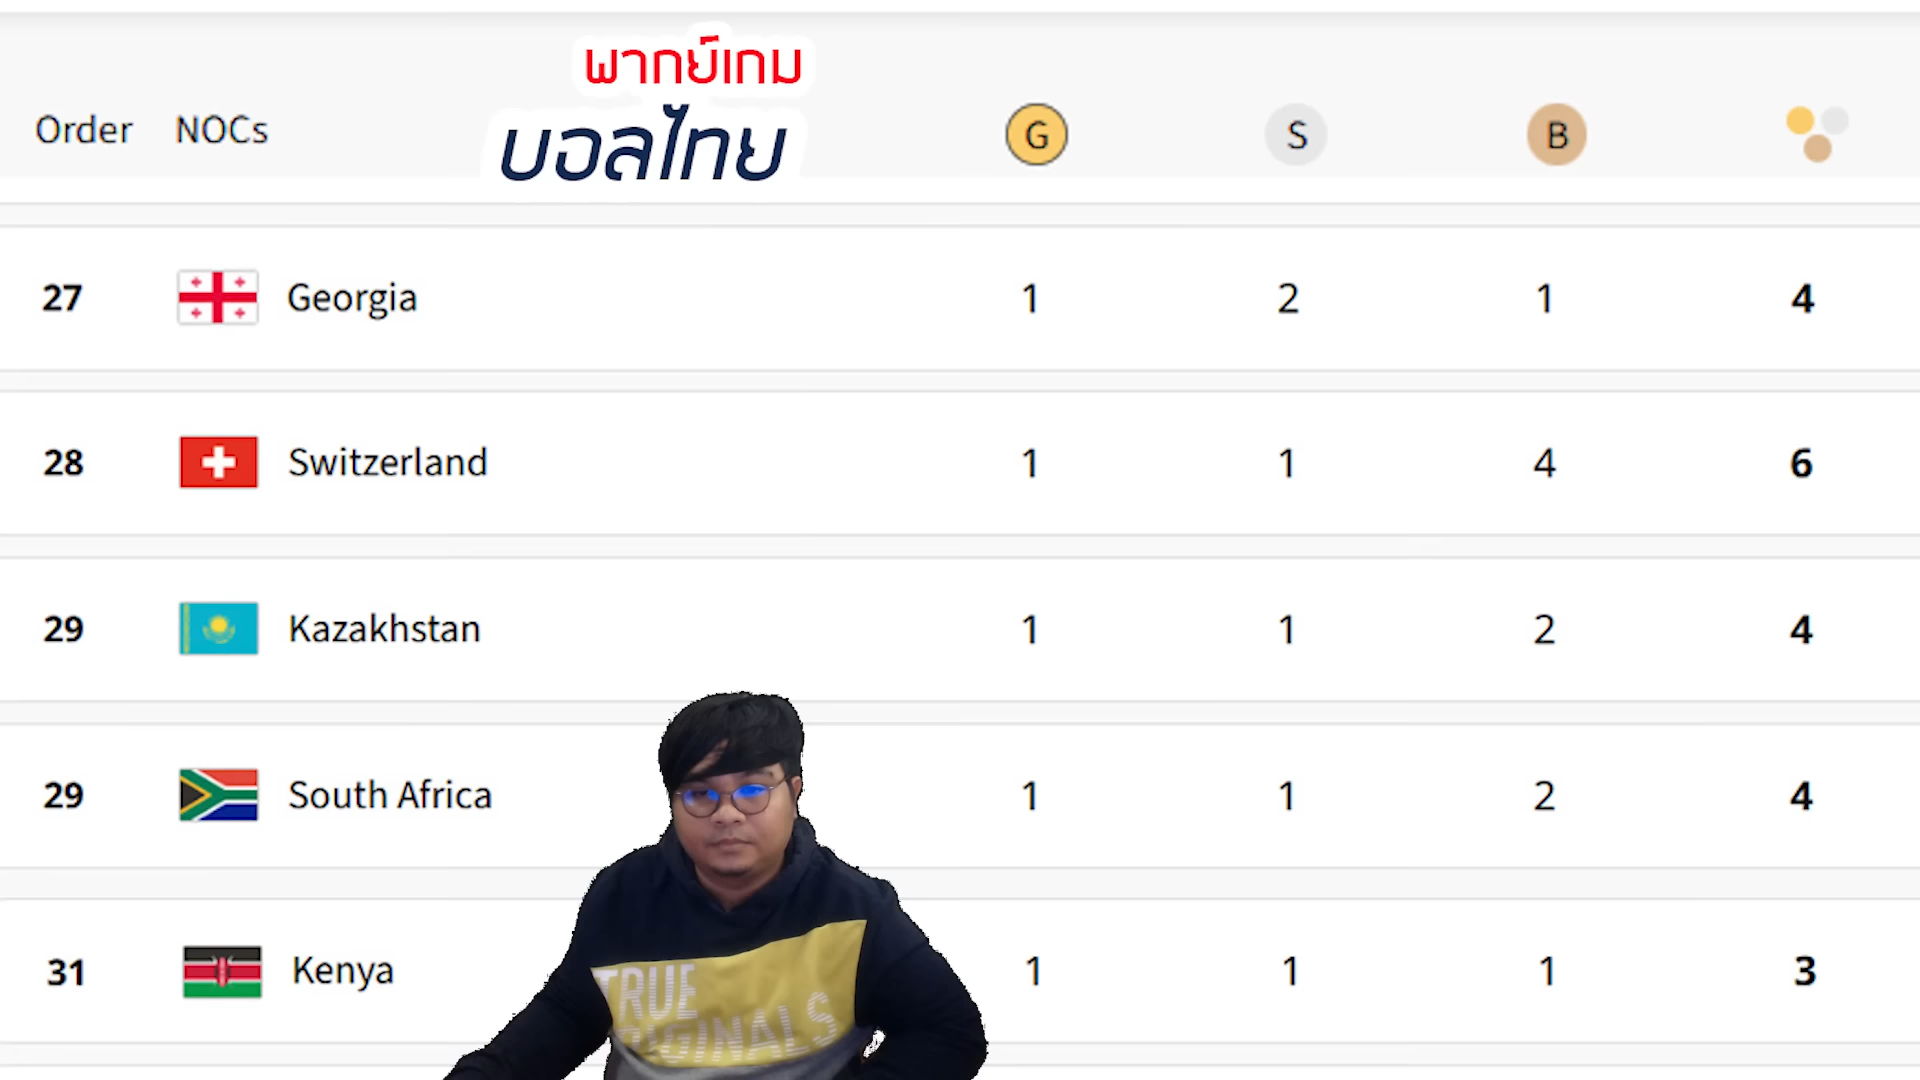 พากย์เกม
บอลไทย
Order NOCs G S B
27 Georgia 1 2 1 4
28 Switzerland 1 1 4 6
29 Kazakhstan 1 1 2 4
29 South Africa 1 1 2 4
31 Kenya 1 1 1 3
TRUE
ORIGINALS